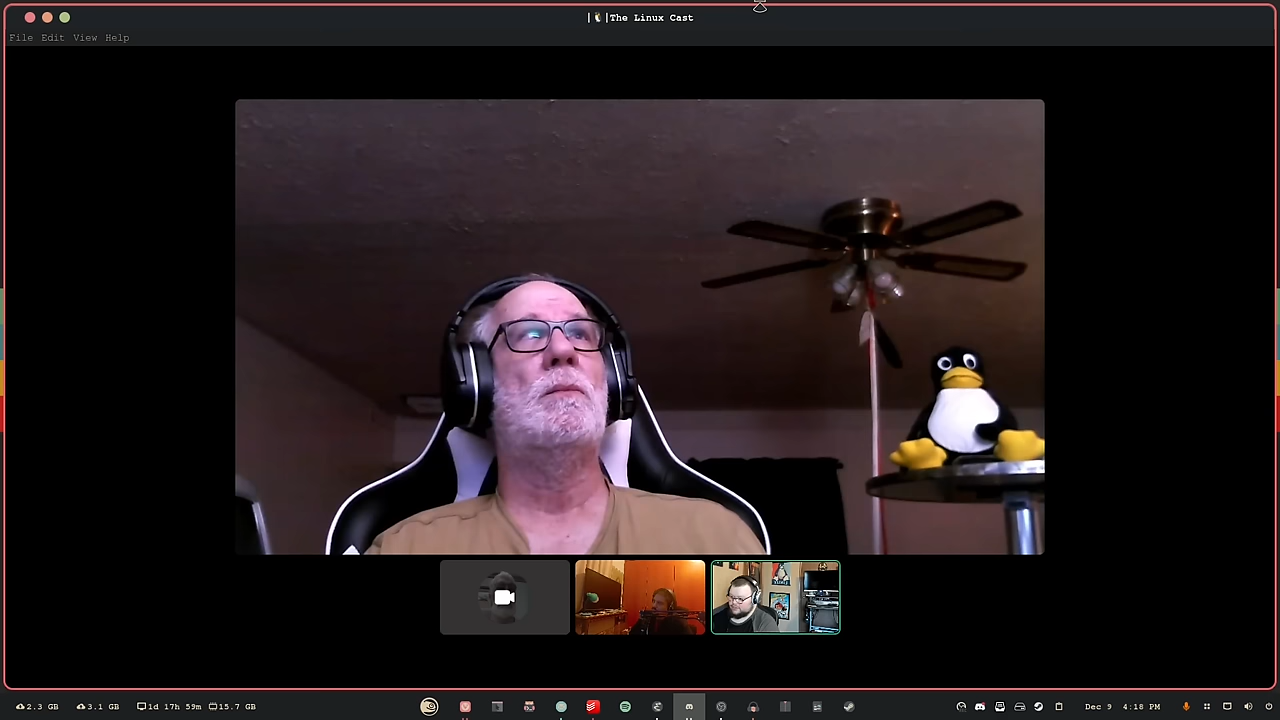 | |The Linux Cast
File Edit View Help
2.3 GB 3.1 GB 1d 17h 59m 15.7 GB Dec 9 4:18 PM